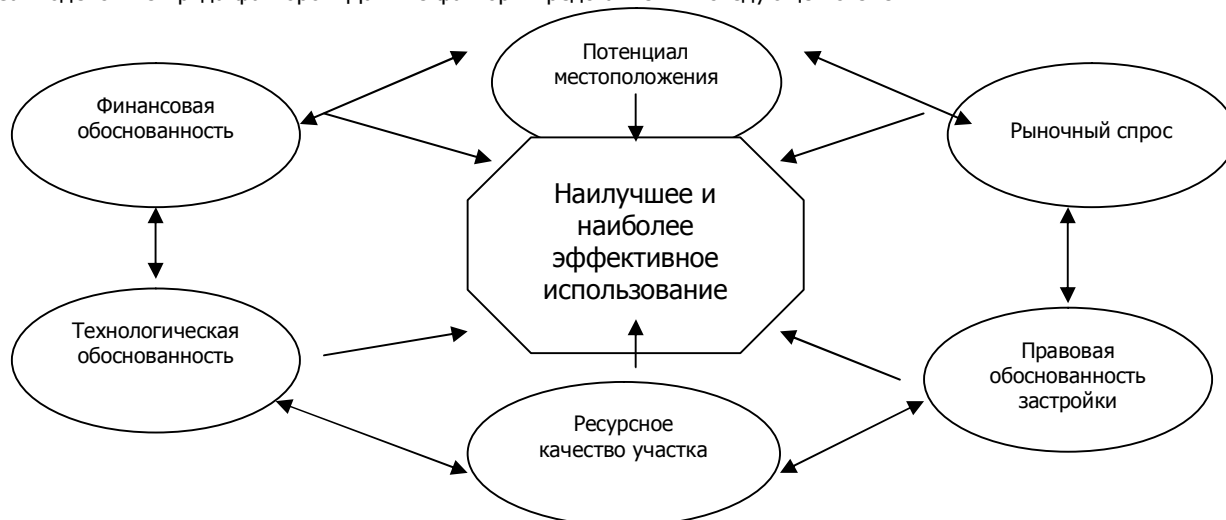 Потенциал
местоположения
Финансовая
обоснованность
Рыночный спрос
Наилучшее и
наиболее
эффективное
использование
Технологическая
обоснованность
Правовая
обоснованность
застройки
Ресурсное
качество участка